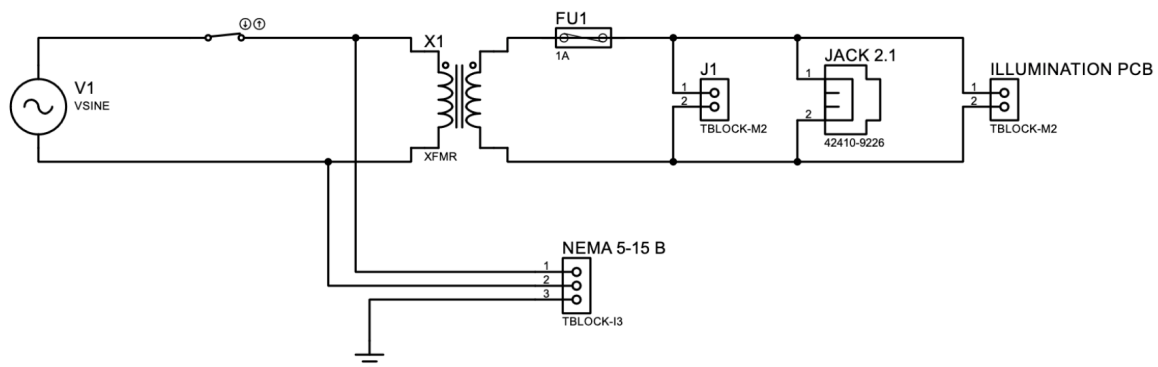 FU1
1A
X1
XFMR
V1
VSINE
J1
1
2
TBLOCK-M2
JACK 2.1
1
2
42410-9226
ILLUMINATION PCB
1
2
TBLOCK-M2
NEMA 5-15 B
1
2
3
TBLOCK-I3